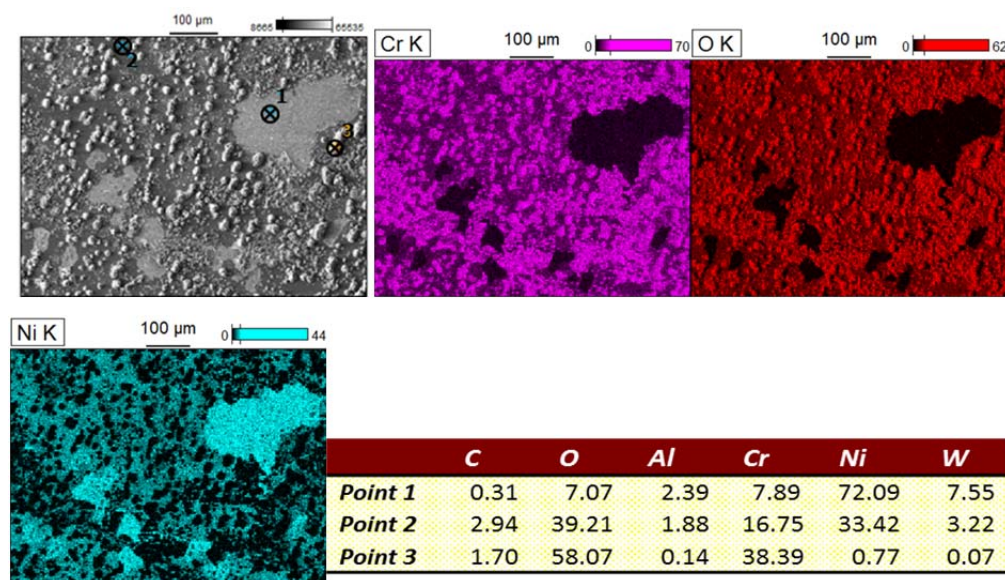 100 µm 8665 65535
2
1
3
Cr K 100 µm 0 70
O K 100 µm 0 62
Ni K 100 µm 0 44
C O Al Cr Ni W
Point 1 0.31 7.07 2.39 7.89 72.09 7.55
Point 2 2.94 39.21 1.88 16.75 33.42 3.22
Point 3 1.70 58.07 0.14 38.39 0.77 0.07